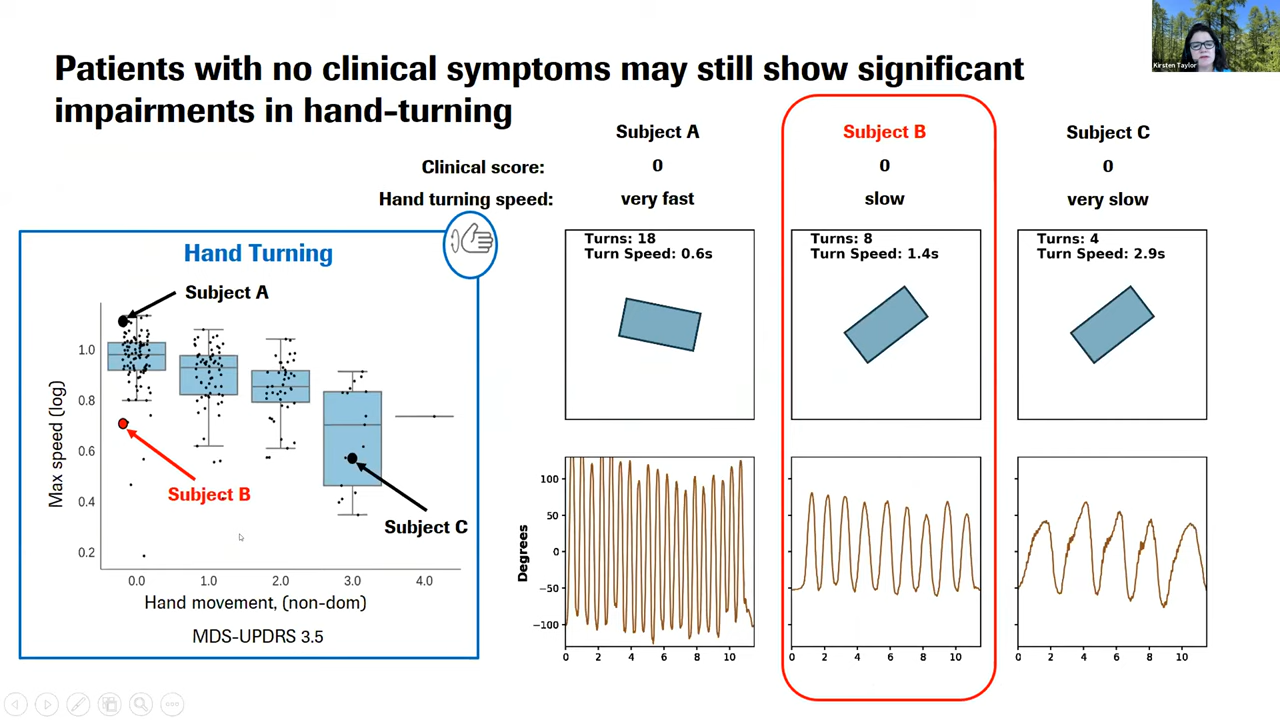 Kirsten Taylor
Patients with no clinical symptoms may still show significant
impairments in hand-turning
Subject A
Subject B
Subject C
Clinical score:
0
0
0
Hand turning speed:
very fast
slow
very slow
Hand Turning
Subject A
Subject B
Subject C
Max speed (log)
1.0
0.8
0.6
0.4
0.2
0.0
1.0
2.0
3.0
4.0
Hand movement, (non-dom)
MDS-UPDRS 3.5
Turns: 18
Turn Speed: 0.6s
Turns: 8
Turn Speed: 1.4s
Turns: 4
Turn Speed: 2.9s
Degrees
100
50
0
−50
−100
0 2 4 6 8 10
0 2 4 6 8 10
0 2 4 6 8 10